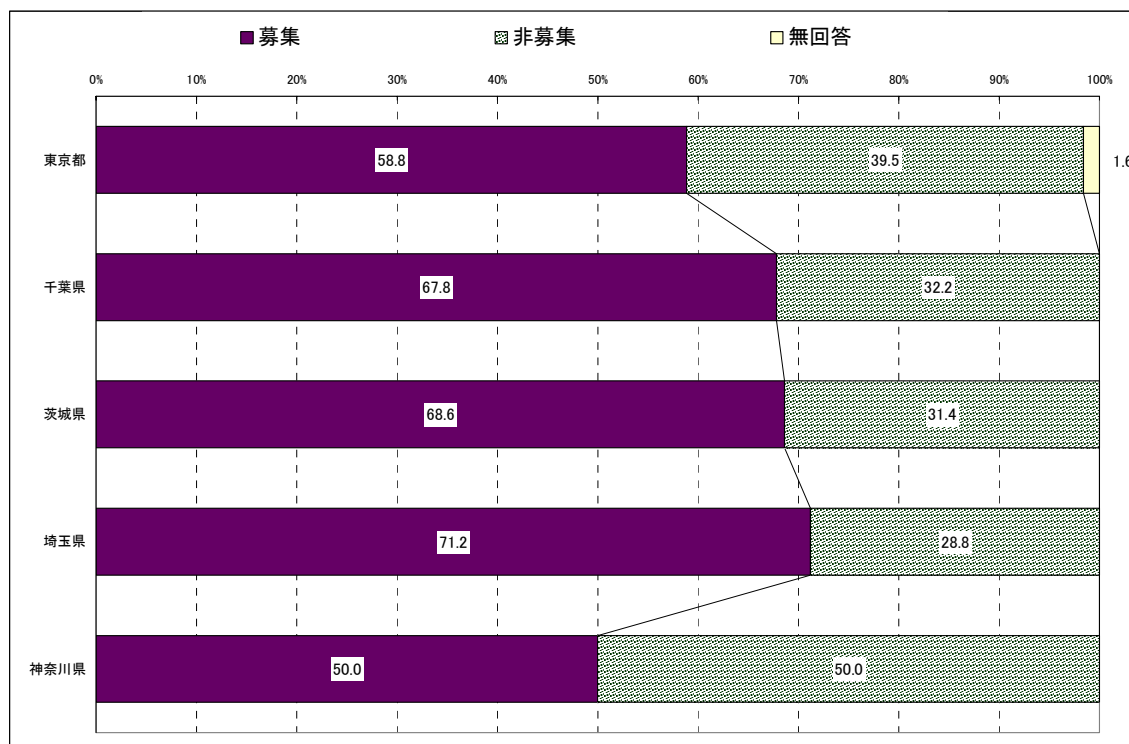 募集 非募集 無回答
0% 10% 20% 30% 40% 50% 60% 70% 80% 90% 100%
東京都 58.8 39.5 1.6
千葉県 67.8 32.2
茨城県 68.6 31.4
埼玉県 71.2 28.8
神奈川県 50.0 50.0